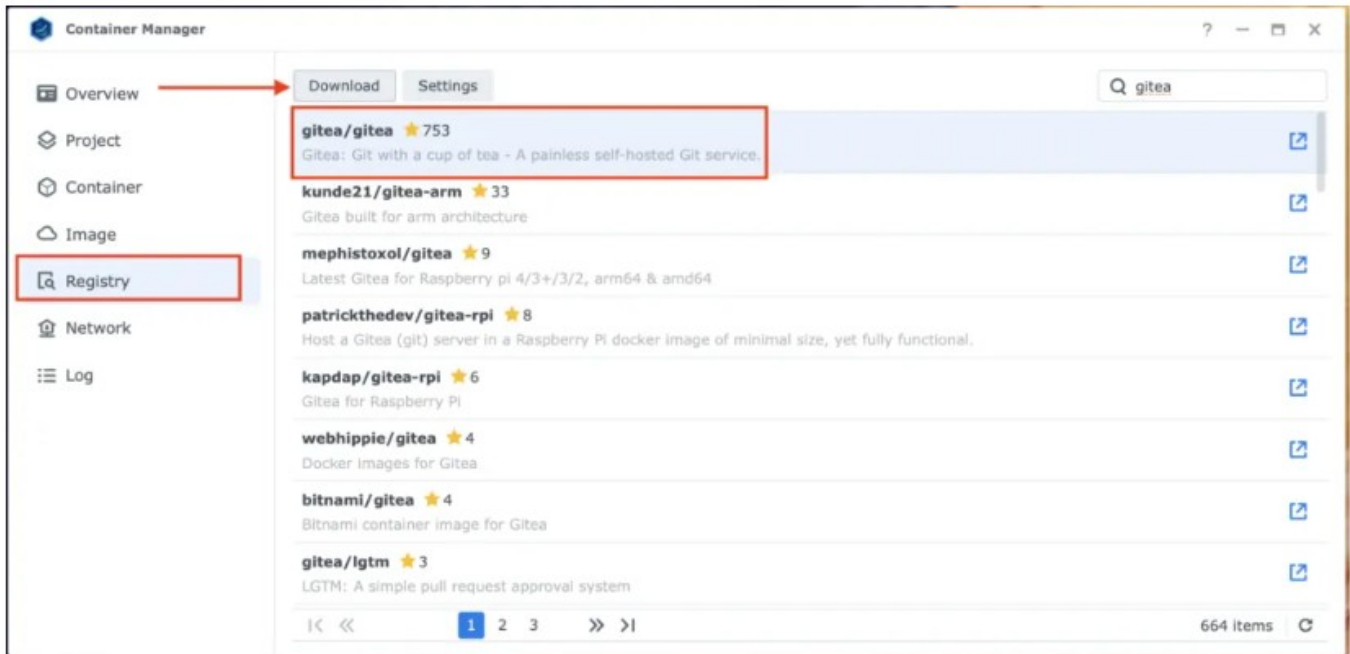 Container Manager
?
Overview
Project
Container
Image
Registry
Network
Log
Download Settings gitea
gitea/gitea 753
Gitea: Git with a cup of tea - A painless self-hosted Git service.
kunde21/gitea-arm 33
Gitea built for arm architecture
mephistoxol/gitea 9
Latest Gitea for Raspberry pi 4/3+/3/2, arm64 & amd64
patrickthedev/gitea-rpi 8
Host a Gitea (git) server in a Raspberry Pi docker image of minimal size, yet fully functional.
kapdap/gitea-rpi 6
Gitea for Raspberry Pi
webhippie/gitea 4
Docker images for Gitea
bitnami/gitea 4
Bitnami container image for Gitea
gitea/lgtm 3
LGTM: A simple pull request approval system
1 2 3 664 items